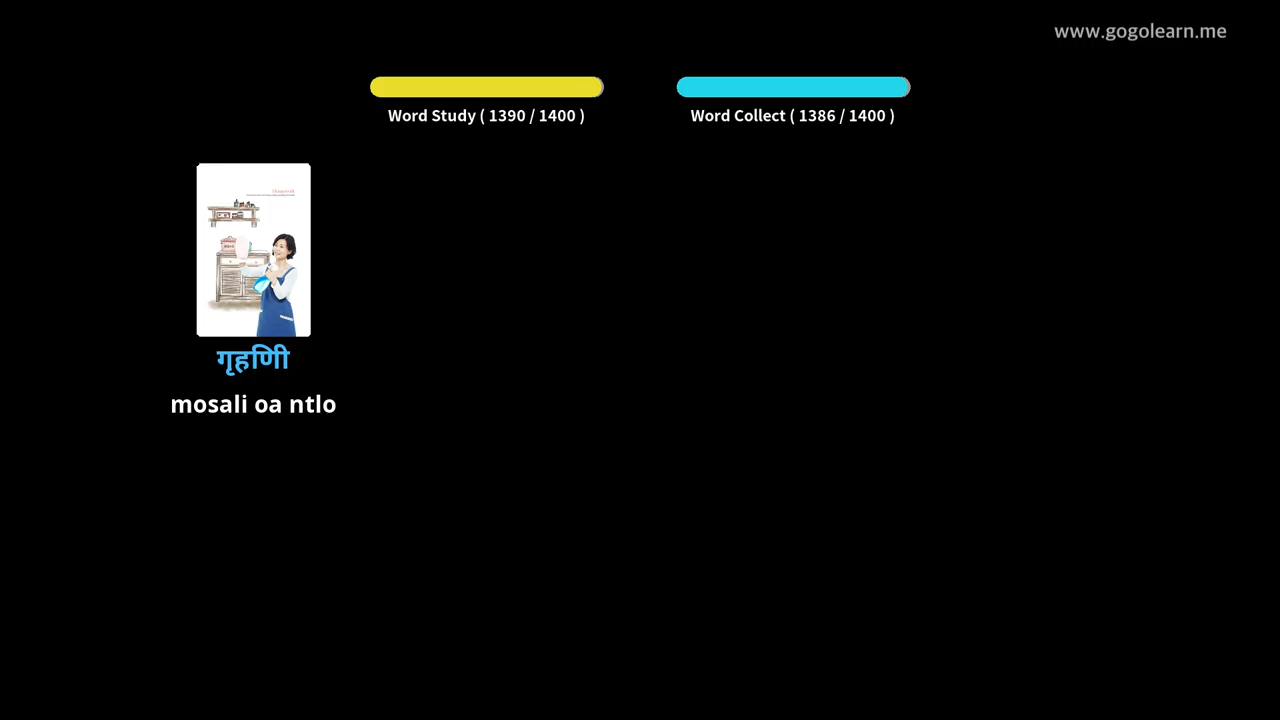 www.gogolearn.me
Word Study ( 1390 / 1400 )
Word Collect ( 1386 / 1400 )
गृहणिी
mosali oa ntlo